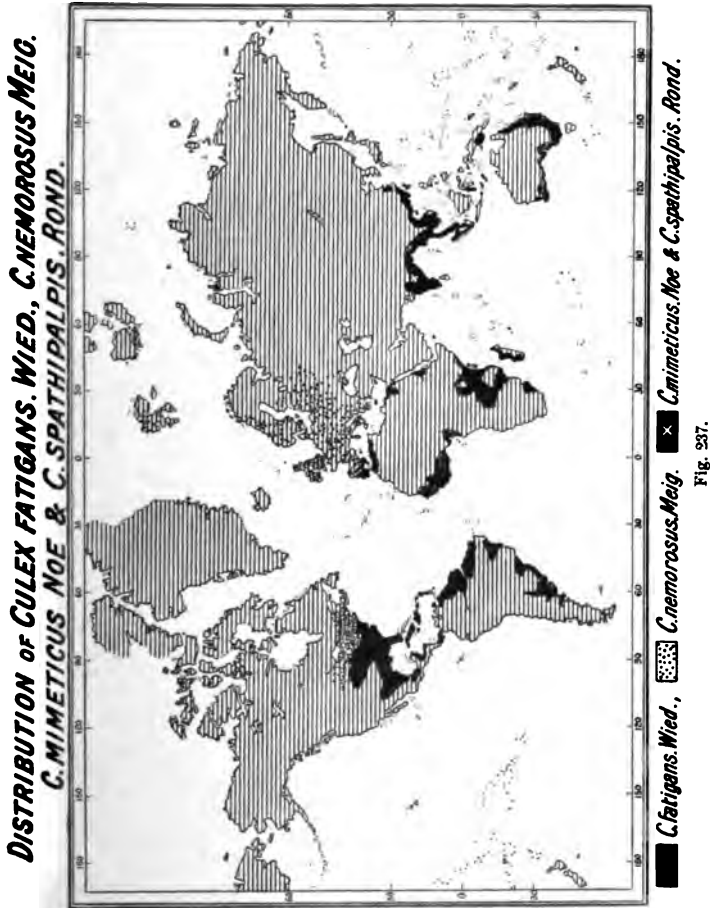 DISTRIBUTION OF CULEX FATIGANS. WIED., C.NEMOROSUS MEIG.
C.MIMETICUS NOE & C.SPATHIPALPIS. ROND.
C.fatigans. Wied., C.nemorosus. Meig. × C.mimeticus. Noe & C.spathipalpis. Rond.
Fig. 237.